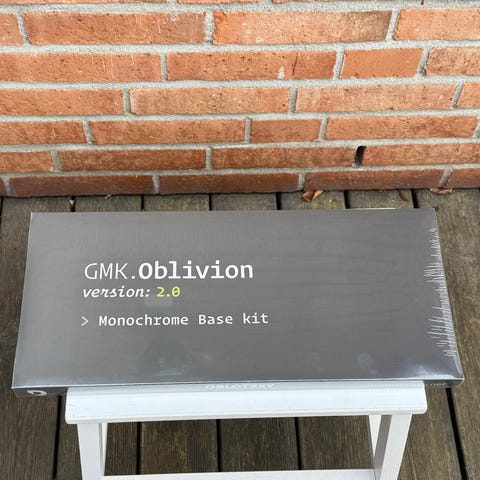 GMK.Oblivion
version: 2.0
> Monochrome Base kit
OBLOTZKY